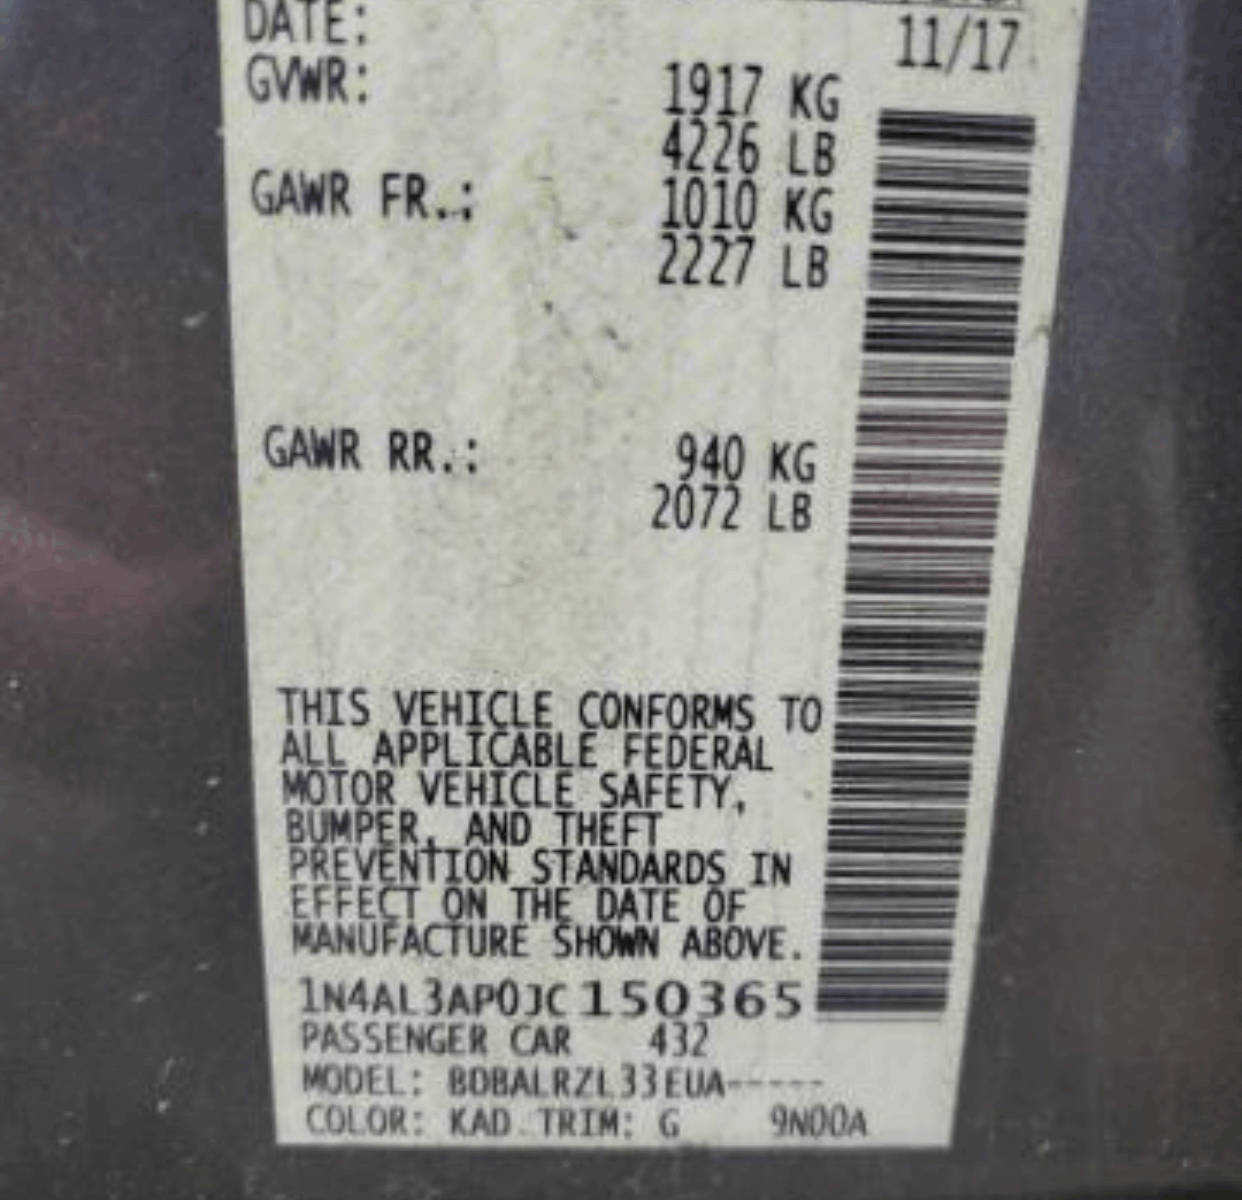 DATE: 11/17
GVWR: 1917 KG
4226 LB
GAWR FR.: 1010 KG
2227 LB
GAWR RR.: 940 KG
2072 LB
THIS VEHICLE CONFORMS TO
ALL APPLICABLE FEDERAL
MOTOR VEHICLE SAFETY,
BUMPER, AND THEFT
PREVENTION STANDARDS IN
EFFECT ON THE DATE OF
MANUFACTURE SHOWN ABOVE.
1N4AL3AP0JC150365
PASSENGER CAR 432
MODEL: BDBALRZL33EUA-----
COLOR: KAD TRIM: G 9N00A